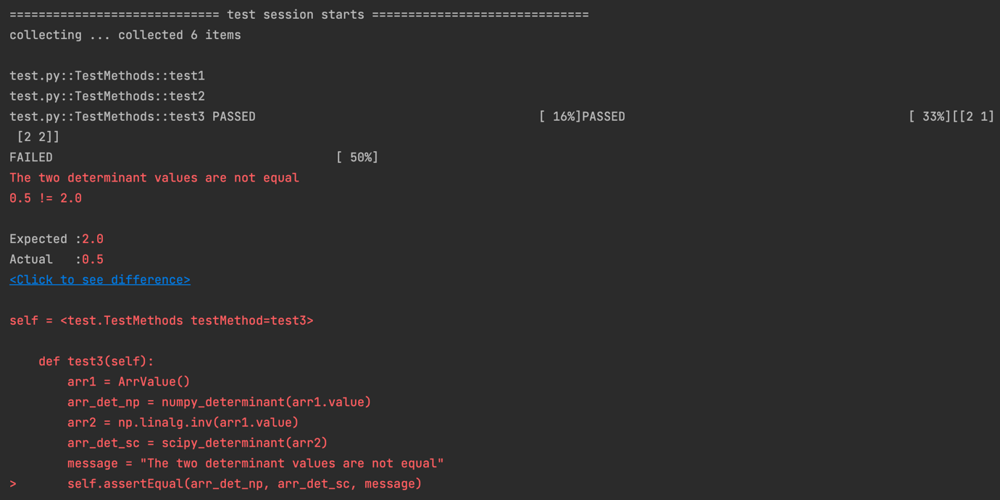 ============================= test session starts ==============================
collecting ... collected 6 items
test.py::TestMethods::test1
test.py::TestMethods::test2
test.py::TestMethods::test3 PASSED                                       [ 16%]PASSED                                       [ 33%][[2 1]
 [2 2]]
FAILED                                       [ 50%]
The two determinant values are not equal
0.5 != 2.0
Expected :2.0
Actual   :0.5
<Click to see difference>
self = <test.TestMethods testMethod=test3>
    def test3(self):
        arr1 = ArrValue()
        arr_det_np = numpy_determinant(arr1.value)
        arr2 = np.linalg.inv(arr1.value)
        arr_det_sc = scipy_determinant(arr2)
        message = "The two determinant values are not equal"
>       self.assertEqual(arr_det_np, arr_det_sc, message)